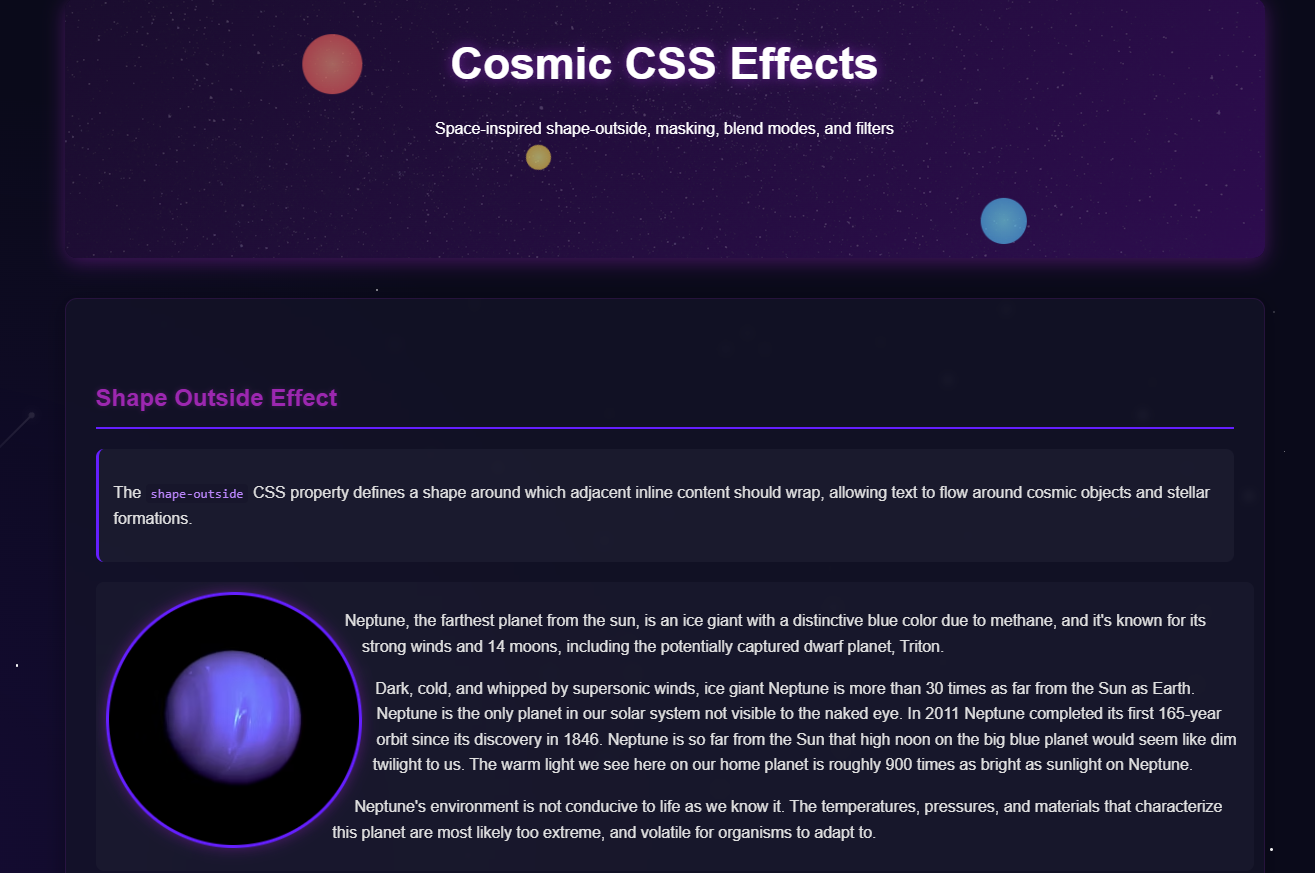 Cosmic CSS Effects
Space-inspired shape-outside, masking, blend modes, and filters
Shape Outside Effect
The shape-outside CSS property defines a shape around which adjacent inline content should wrap, allowing text to flow around cosmic objects and stellar
formations.
Neptune, the farthest planet from the sun, is an ice giant with a distinctive blue color due to methane, and it's known for its
strong winds and 14 moons, including the potentially captured dwarf planet, Triton.
Dark, cold, and whipped by supersonic winds, ice giant Neptune is more than 30 times as far from the Sun as Earth.
Neptune is the only planet in our solar system not visible to the naked eye. In 2011 Neptune completed its first 165-year
orbit since its discovery in 1846. Neptune is so far from the Sun that high noon on the big blue planet would seem like dim
twilight to us. The warm light we see here on our home planet is roughly 900 times as bright as sunlight on Neptune.
Neptune's environment is not conducive to life as we know it. The temperatures, pressures, and materials that characterize
this planet are most likely too extreme, and volatile for organisms to adapt to.